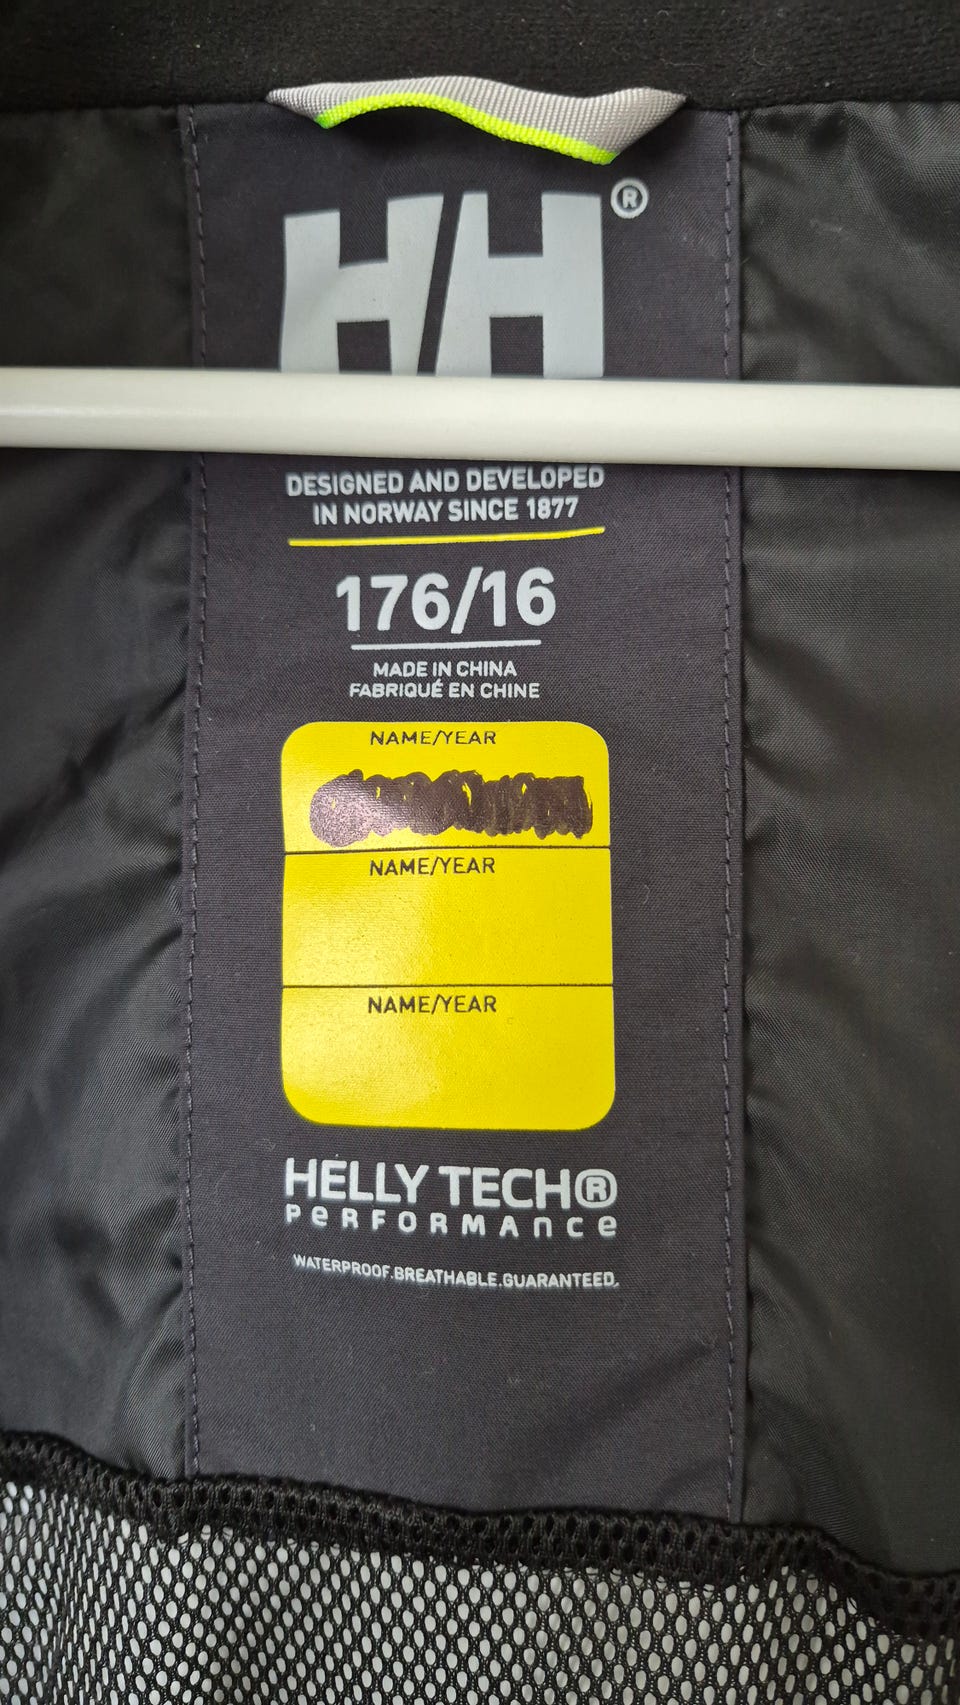 HH®
DESIGNED AND DEVELOPED
IN NORWAY SINCE 1877
176/16
MADE IN CHINA
FABRIQUÉ EN CHINE
NAME/YEAR
NAME/YEAR
NAME/YEAR
HELLY TECH®
PERFORMANCE
WATERPROOF.BREATHABLE.GUARANTEED.